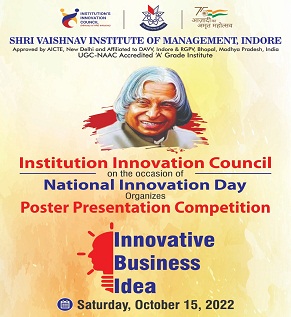 INSTITUTION'S
INNOVATION
COUNCIL
75
आज़ादी का
अमृत महोत्सव
SHRI VAISHNAV INSTITUTE OF MANAGEMENT, INDORE
Approved by AICTE, New Delhi and Affiliated to DAVV, Indore & RGPV, Bhopal, Madhya Pradesh, India
UGC-NAAC Accredited 'A' Grade Institute
Institution Innovation Council
on the occasion of
National Innovation Day
Organizes
Poster Presentation Competition
Innovative
Business
Idea
Saturday, October 15, 2022